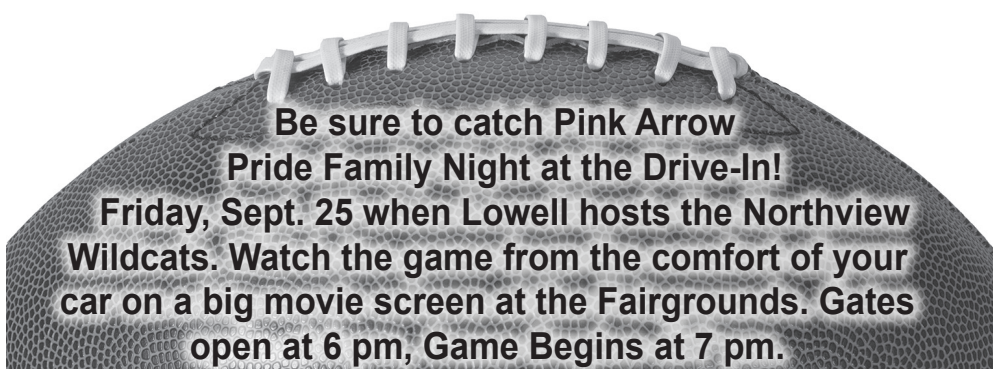 Be sure to catch Pink Arrow
Pride Family Night at the Drive-In!
Friday, Sept. 25 when Lowell hosts the Northview
Wildcats. Watch the game from the comfort of your
car on a big movie screen at the Fairgrounds. Gates
open at 6 pm, Game Begins at 7 pm.